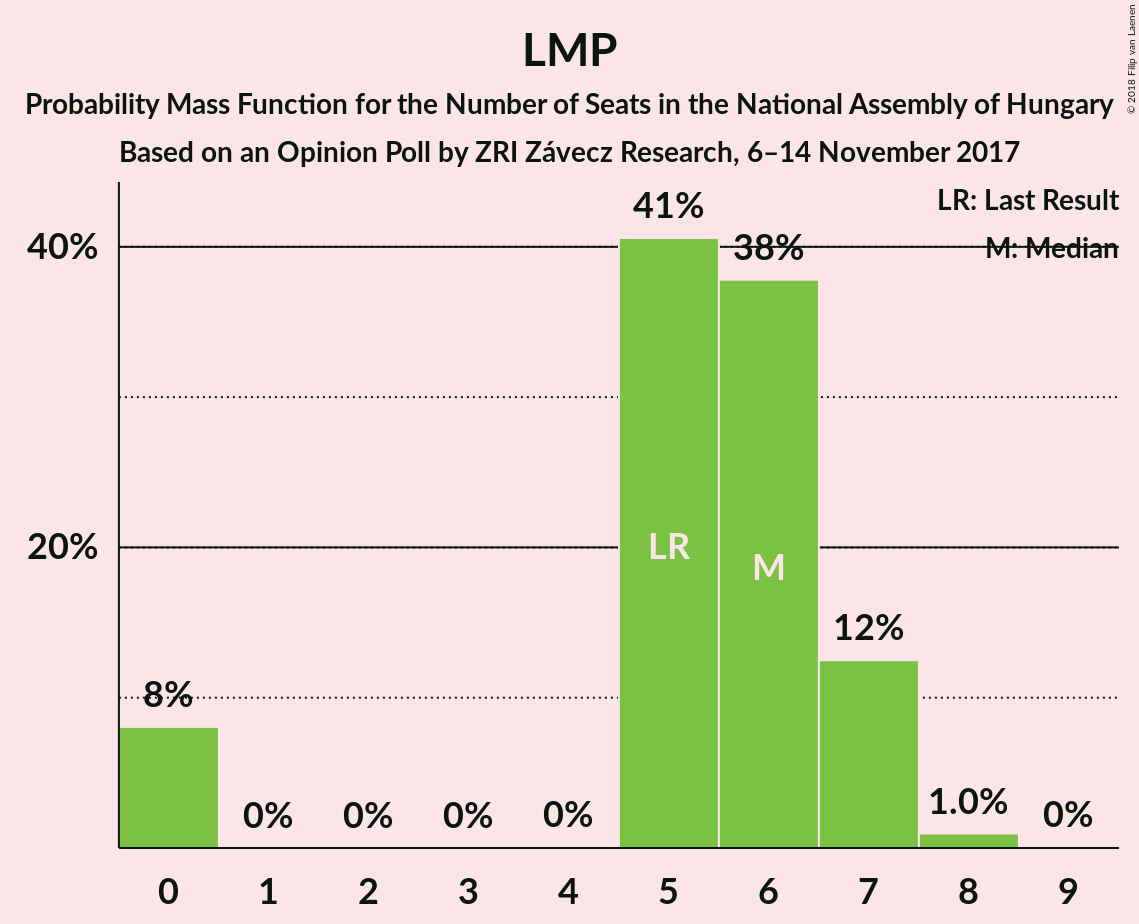 LMP
Probability Mass Function for the Number of Seats in the National Assembly of Hungary
Based on an Opinion Poll by ZRI Závecz Research, 6–14 November 2017
© 2018 Filip van Laenen
LR: Last Result
M: Median
41%
40%
38%
20%
LR
M
12%
8%
0%
0%
0%
0%
1.0%
0%
0
1
2
3
4
5
6
7
8
9